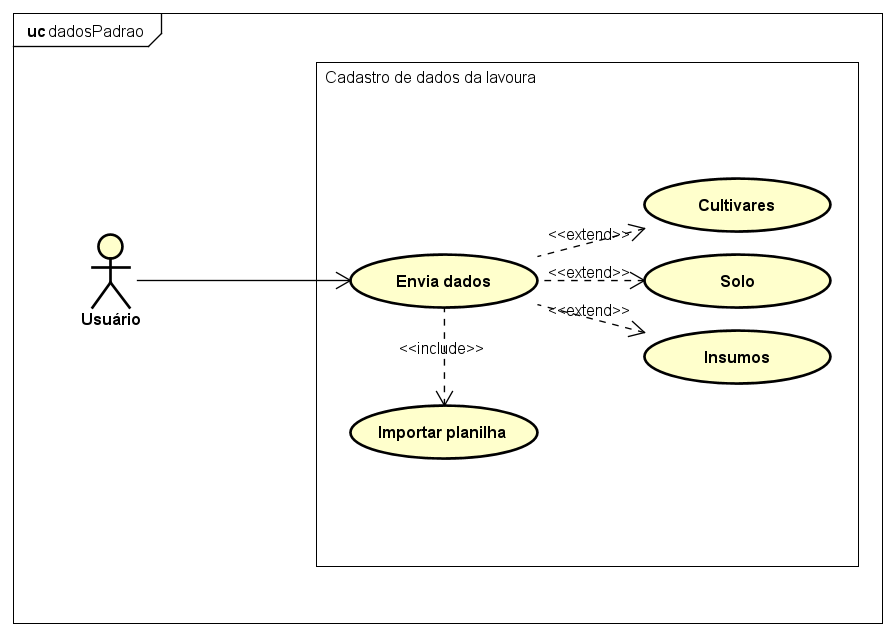 uc dadosPadrao
Cadastro de dados da lavoura
Cultivares
<<extend>>
Envia dados
<<extend>>
Solo
<<extend>>
Usuário
<<include>>
Insumos
Importar planilha